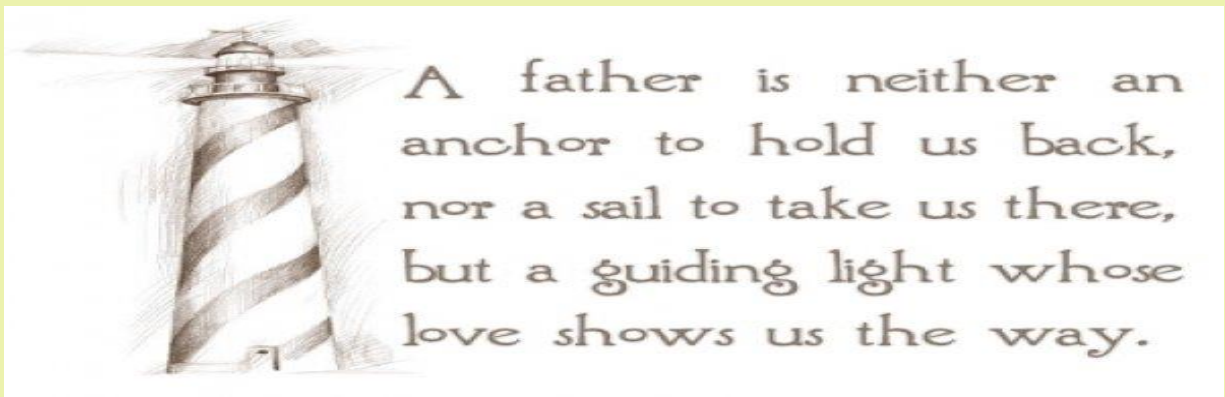 A father is neither an
anchor to hold us back,
nor a sail to take us there,
but a guiding light whose
love shows us the way.